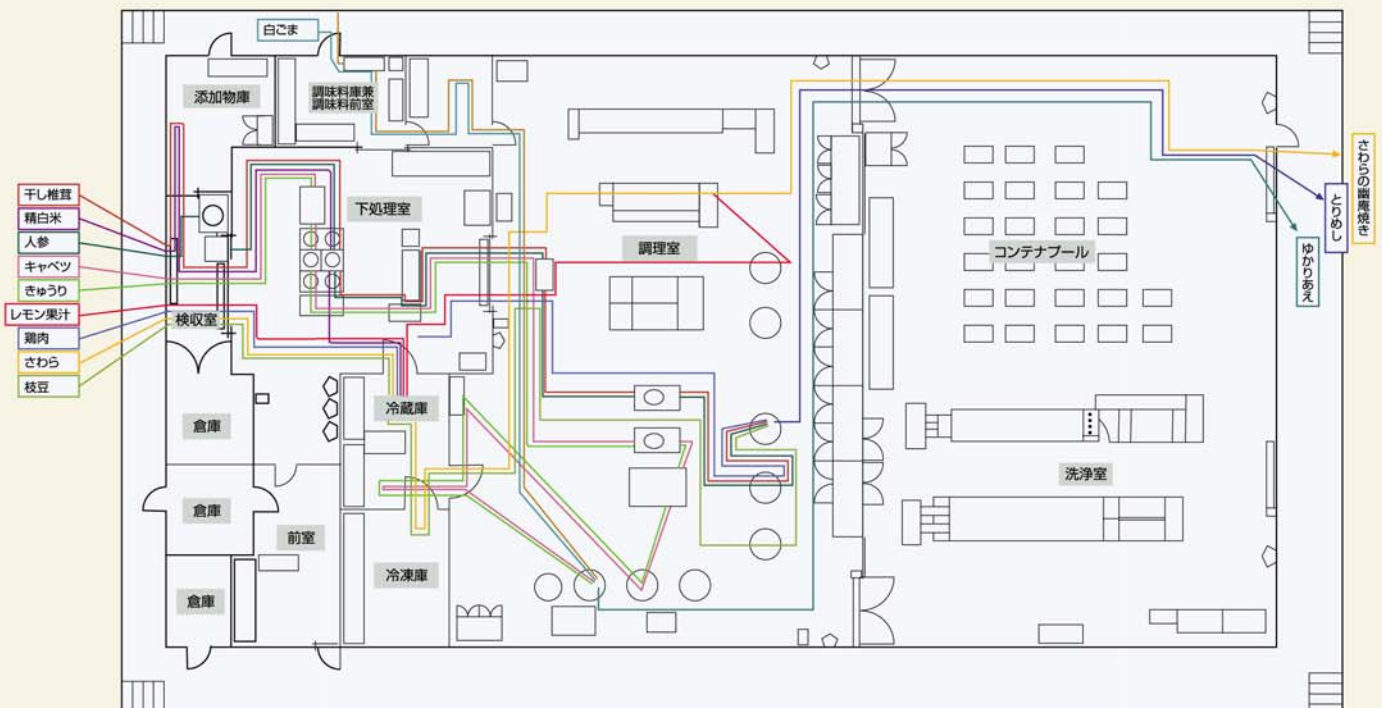 白ごま
添加物庫
調味料庫兼
調味料前室
干し椎茸
精白米
人参
キャベツ
きゅうり
レモン果汁
鶏肉
さわら
枝豆
検収室
下処理室
調理室
コンテナプール
さわらの幽庵焼き
とりめし
ゆかりあえ
冷蔵庫
倉庫
倉庫
前室
倉庫
冷凍庫
洗浄室